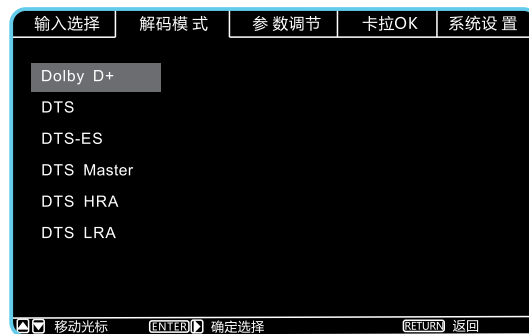 输入选择 解码模式 参数调节 卡拉OK 系统设置
Dolby D+
DTS
DTS-ES
DTS Master
DTS HRA
DTS LRA
移动光标 ENTER 确定选择 RETURN 返回